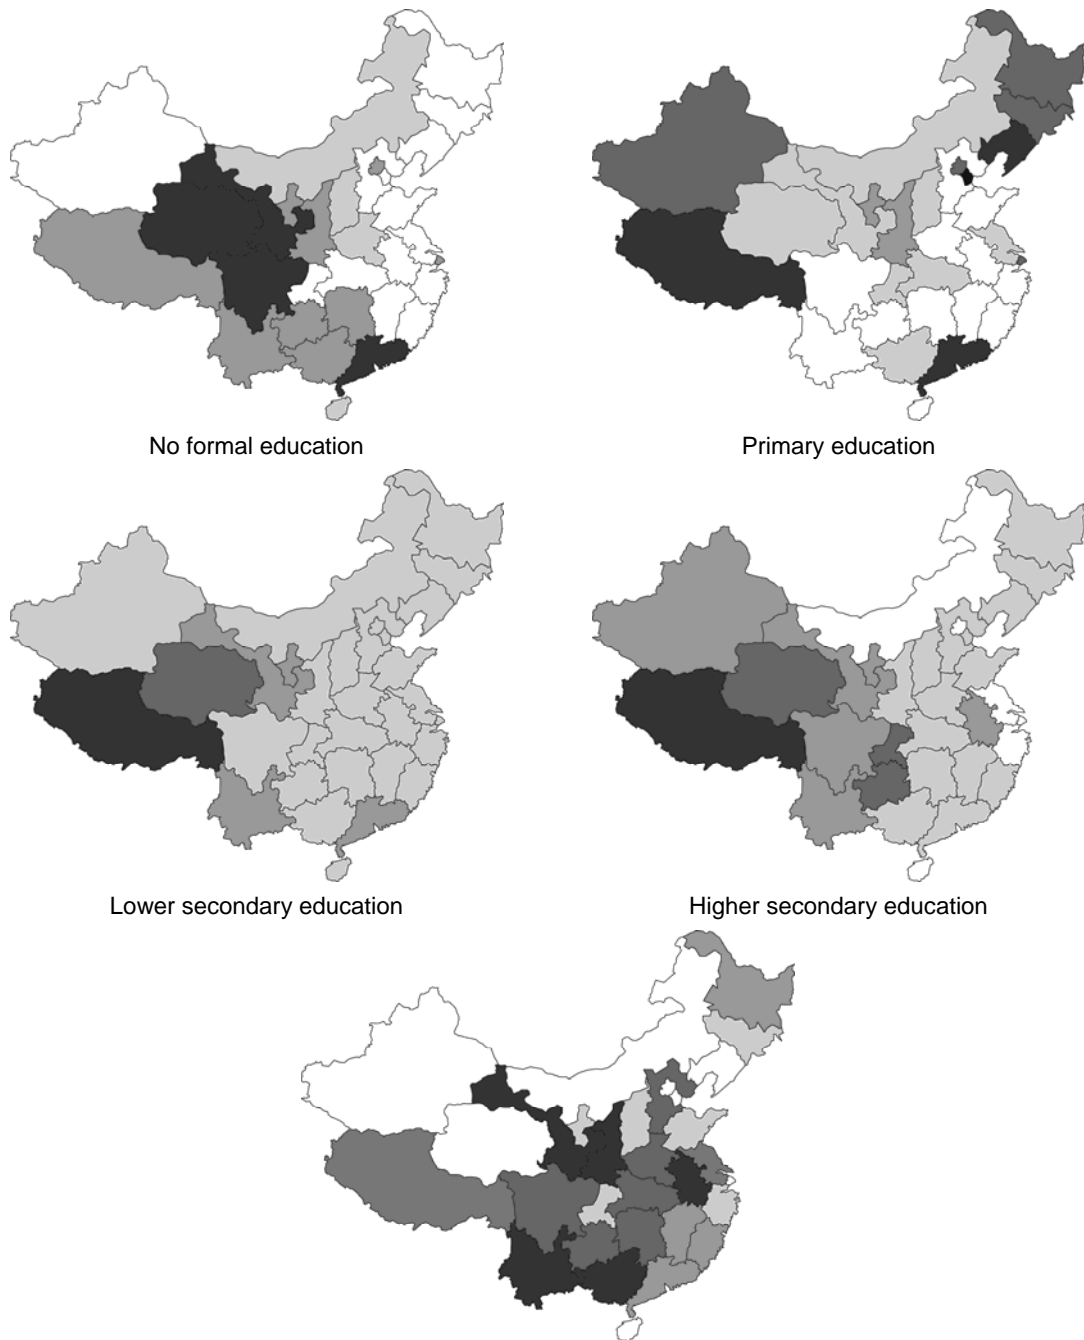 No formal education
Primary education
Lower secondary education
Higher secondary education